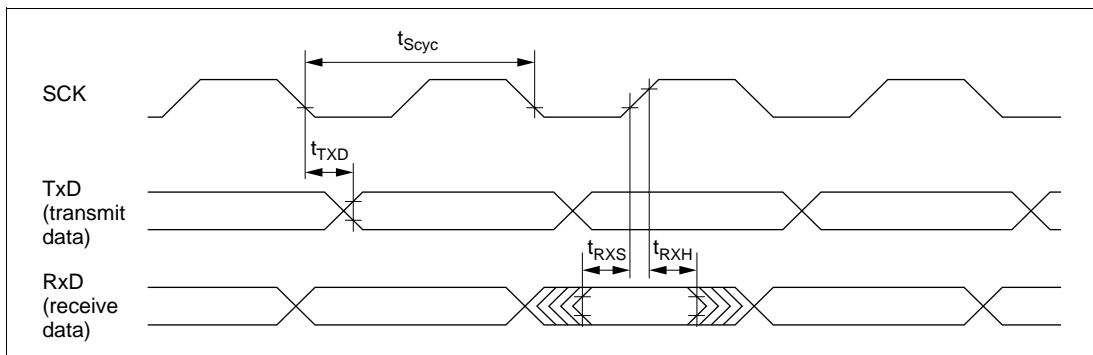 tScyc
SCK
tTXD
TxD
(transmit
data)
tRXS
tRXH
RxD
(receive
data)